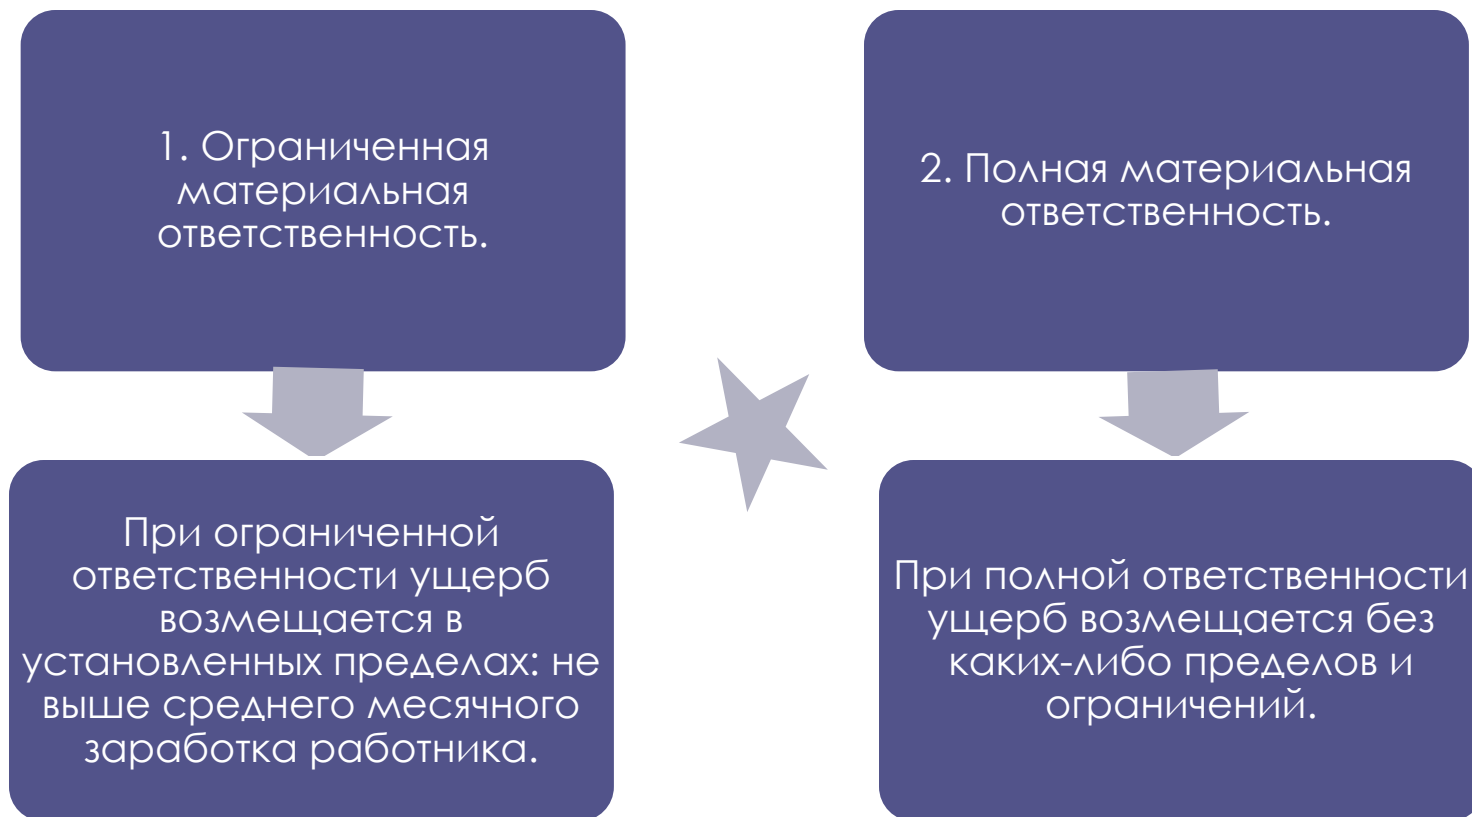 1. Ограниченная
материальная
ответственность.
При ограниченной
ответственности ущерб
возмещается в
установленных пределах: не
выше среднего месячного
заработка работника.
2. Полная материальная
ответственность.
При полной ответственности
ущерб возмещается без
каких-либо пределов и
ограничений.